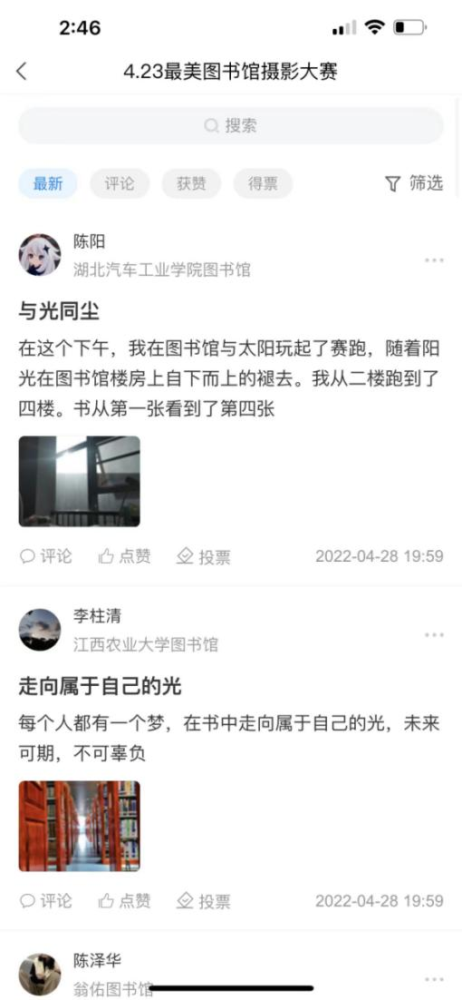 2:46
4.23最美图书馆摄影大赛
搜索
最新
评论
获赞
得票
筛选
陈阳
湖北汽车工业学院图书馆
与光同尘
在这个下午，我在图书馆与太阳玩起了赛跑，随着阳
光在图书馆楼房上自下而上的褪去。我从二楼跑到了
四楼。书从第一张看到了第四张
评论
点赞
投票
2022-04-28 19:59
李柱清
江西农业大学图书馆
走向属于自己的光
每个人都有一个梦，在书中走向属于自己的光，未来
可期，不可辜负
评论
点赞
投票
2022-04-28 19:59
陈泽华
翁佑图书馆